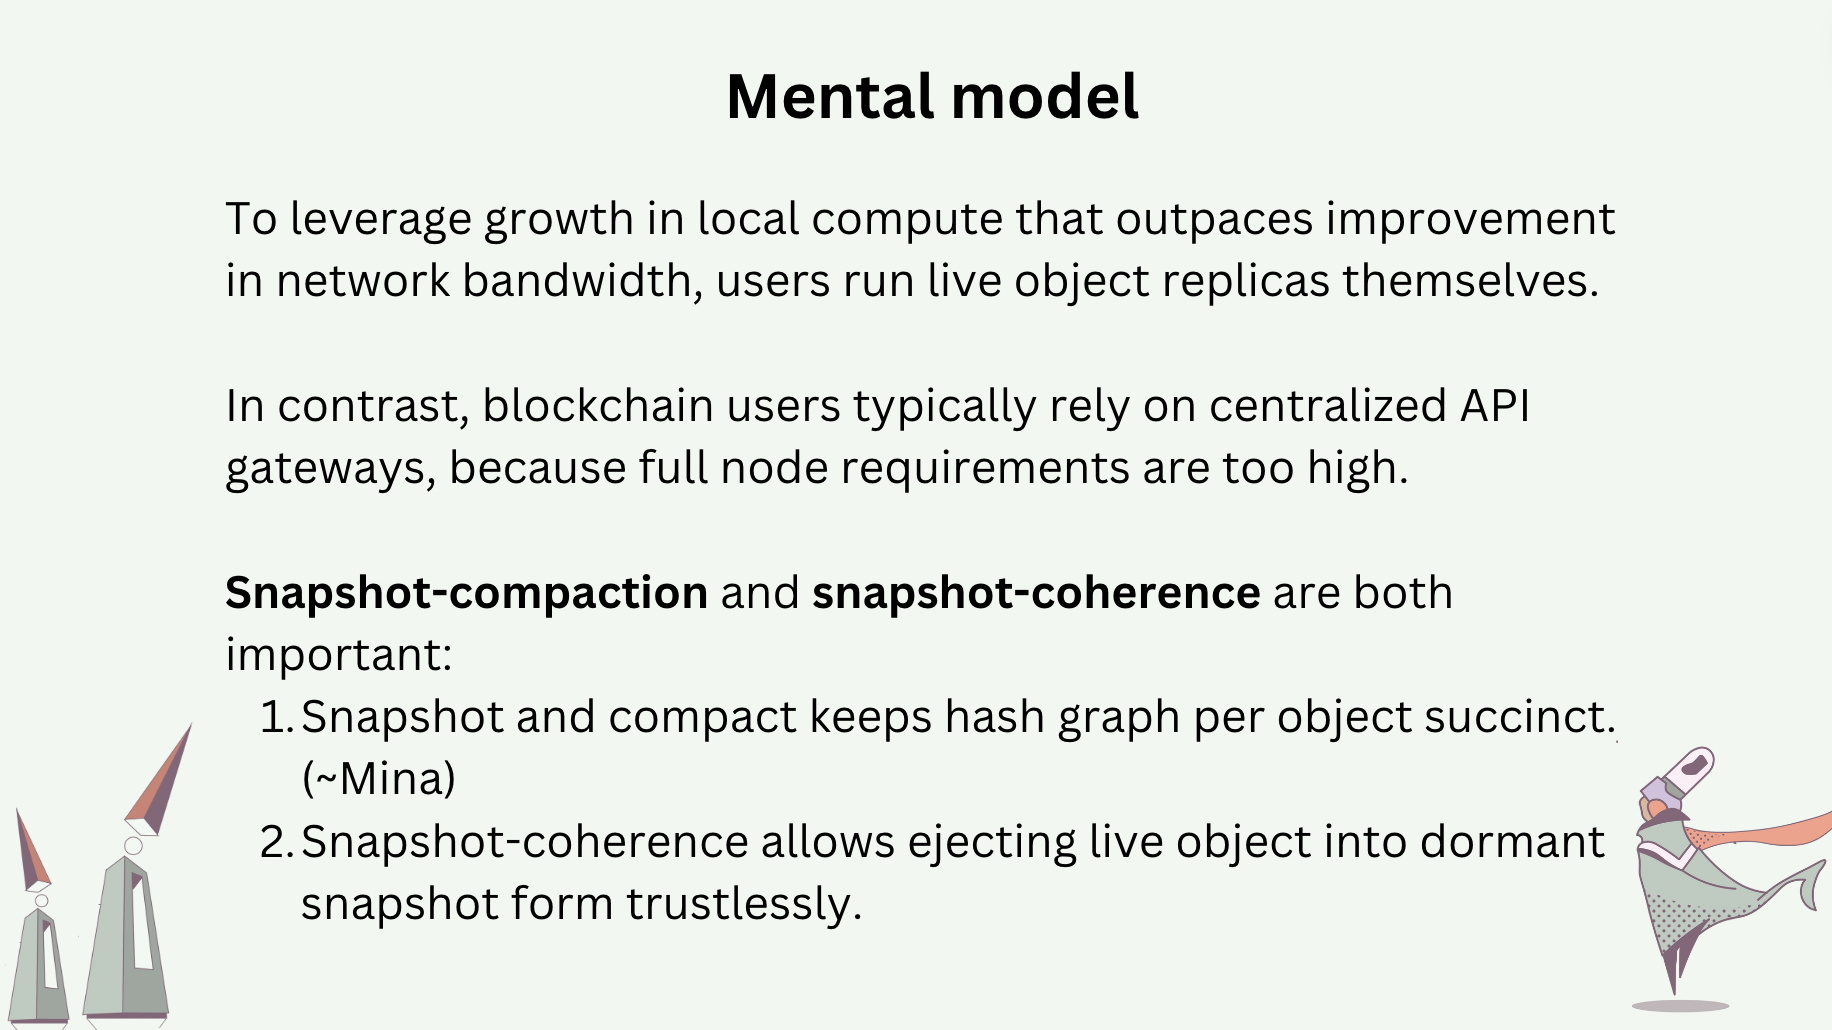 Mental model
To leverage growth in local compute that outpaces improvement
in network bandwidth, users run live object replicas themselves.
In contrast, blockchain users typically rely on centralized API
gateways, because full node requirements are too high.
Snapshot-compaction and snapshot-coherence are both
important:
1. Snapshot and compact keeps hash graph per object succinct.
(~Mina)
2. Snapshot-coherence allows ejecting live object into dormant
snapshot form trustlessly.